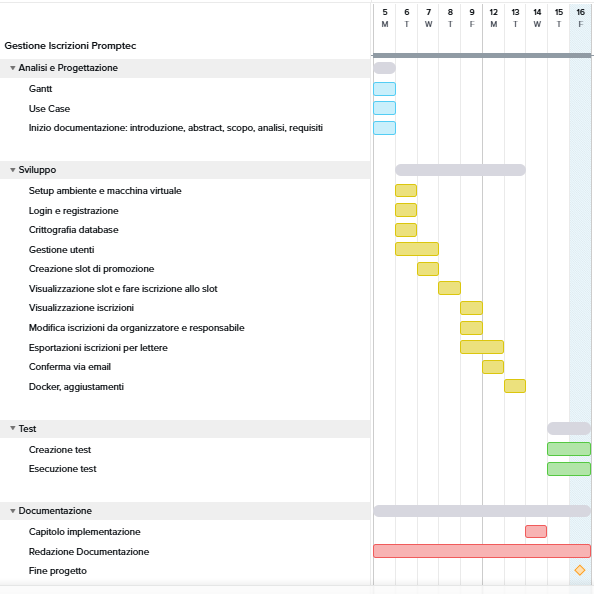 5 6 7 8 9 12 13 14 15 16
M T W T F M T W T F
Gestione Iscrizioni Promptec
Analisi e Progettazione
Gantt
Use Case
Inizio documentazione: introduzione, abstract, scopo, analisi, requisiti
Sviluppo
Setup ambiente e macchina virtuale
Login e registrazione
Crittografia database
Gestione utenti
Creazione slot di promozione
Visualizzazione slot e fare iscrizione allo slot
Visualizzazione iscrizioni
Modifica iscrizioni da organizzatore e responsabile
Esportazioni iscrizioni per lettere
Conferma via email
Docker, aggiustamenti
Test
Creazione test
Esecuzione test
Documentazione
Capitolo implementazione
Redazione Documentazione
Fine progetto